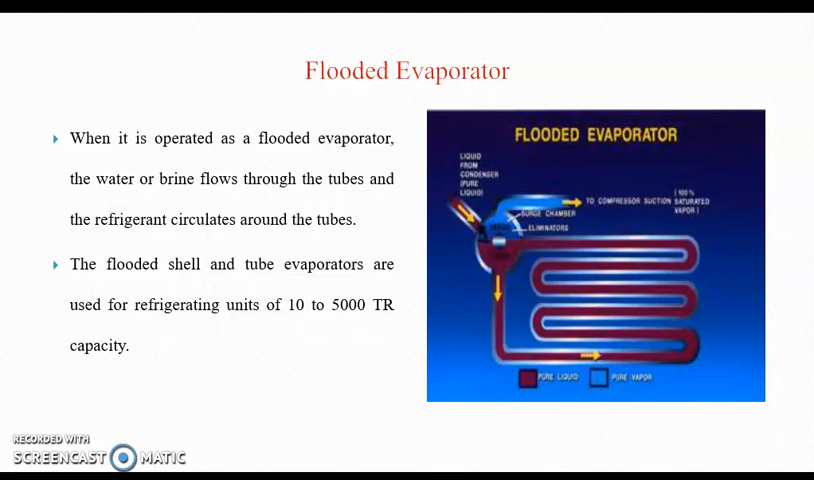 Flooded Evaporator
When it is operated as a flooded evaporator,
the water or brine flows through the tubes and
the refrigerant circulates around the tubes.
The flooded shell and tube evaporators are
used for refrigerating units of 10 to 5000 TR
capacity.
FLOODED EVAPORATOR
LIQUID
FROM
CONDENSER
(PURE
LIQUID)
TO COMPRESSOR SUCTION
(100%
SATURATED
VAPOR)
SURGE CHAMBER
ELIMINATORS
PURE LIQUID
PURE VAPOR
RECORDED WITH
SCREENCAST MATIC